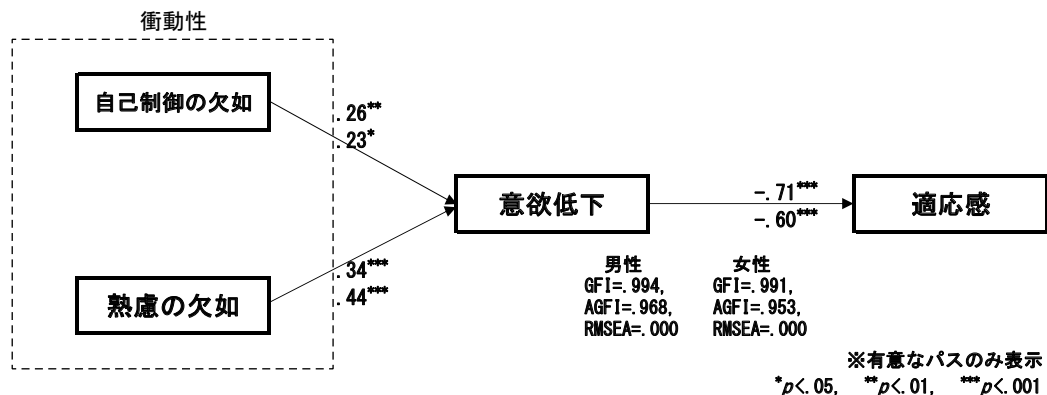 衝動性
自己制御の欠如
.26**
.23*
意欲低下
-.71***
-.60***
適応感
熟慮の欠如
.34***
.44***
男性
GFI=.994,
AGFI=.968,
RMSEA=.000
女性
GFI=.991,
AGFI=.953,
RMSEA=.000
※有意なパスのみ表示
*p<.05, **p<.01, ***p<.001